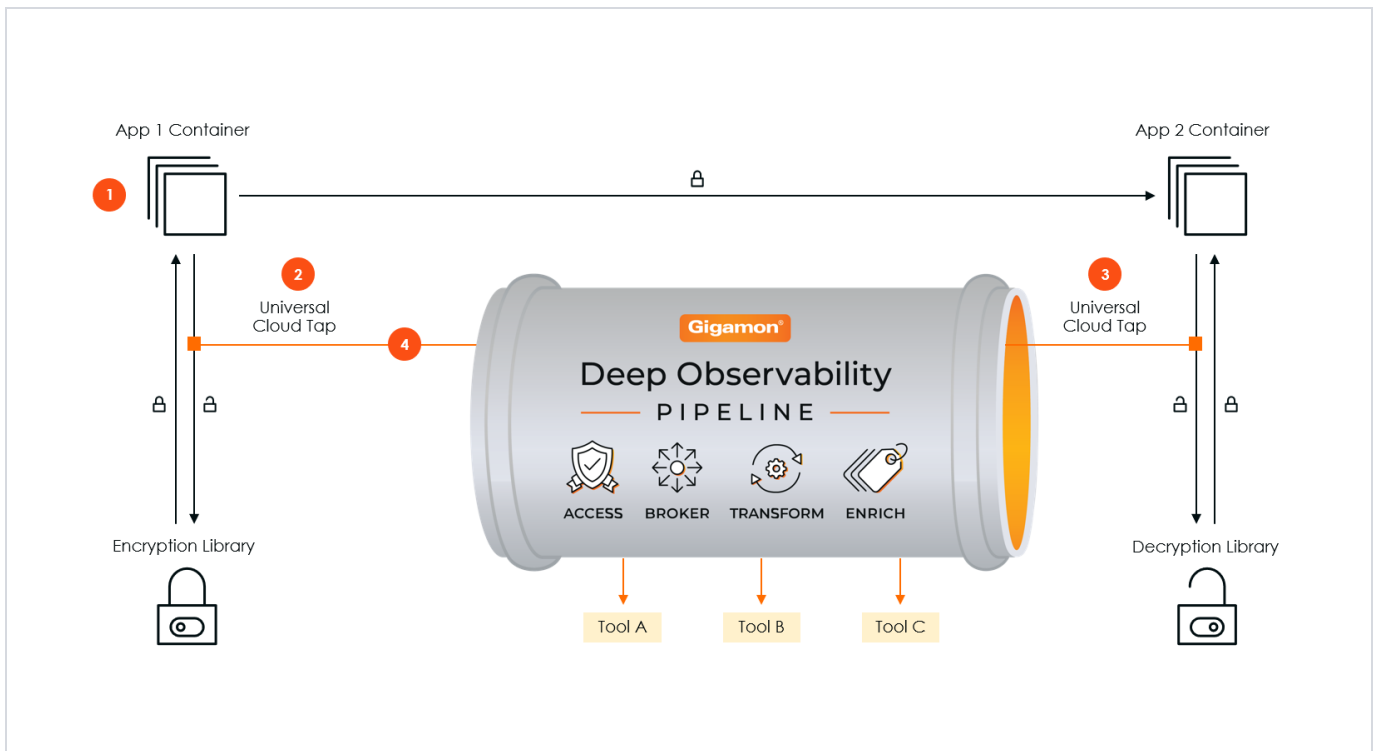 App 1 Container
App 2 Container
1
2
Universal
Cloud Tap
3
Universal
Cloud Tap
4
Gigamon®
Deep Observability
PIPELINE
ACCESS
BROKER
TRANSFORM
ENRICH
Encryption Library
Decryption Library
Tool A
Tool B
Tool C